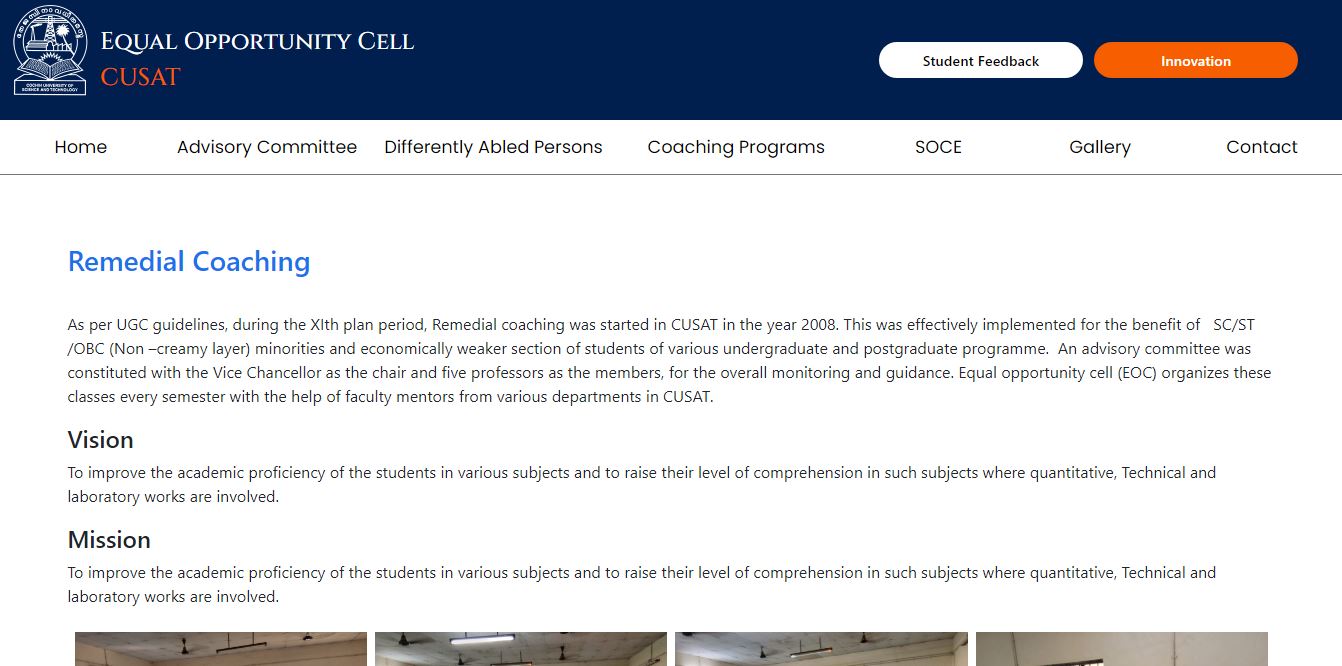 EQUAL OPPORTUNITY CELL
CUSAT
COCHIN UNIVERSITY OF
SCIENCE AND TECHNOLOGY
Student Feedback
Innovation
Home
Advisory Committee
Differently Abled Persons
Coaching Programs
SOCE
Gallery
Contact
Remedial Coaching
As per UGC guidelines, during the XIth plan period, Remedial coaching was started in CUSAT in the year 2008. This was effectively implemented for the benefit of   SC/ST
/OBC (Non –creamy layer) minorities and economically weaker section of students of various undergraduate and postgraduate programme.  An advisory committee was
constituted with the Vice Chancellor as the chair and five professors as the members, for the overall monitoring and guidance. Equal opportunity cell (EOC) organizes these
classes every semester with the help of faculty mentors from various departments in CUSAT.
Vision
To improve the academic proficiency of the students in various subjects and to raise their level of comprehension in such subjects where quantitative, Technical and
laboratory works are involved.
Mission
To improve the academic proficiency of the students in various subjects and to raise their level of comprehension in such subjects where quantitative, Technical and
laboratory works are involved.